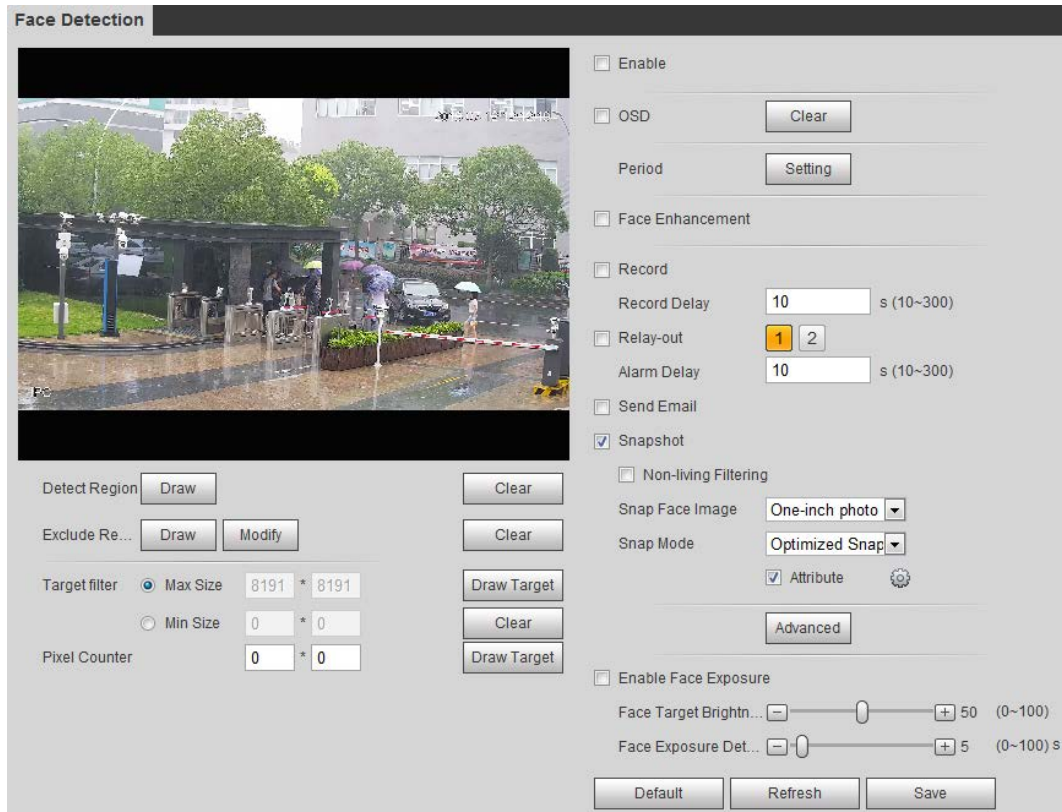 Face Detection
Enable
OSD Clear
Period Setting
Face Enhancement
Record
Record Delay 10 s (10~300)
Relay-out 1 2
Alarm Delay 10 s (10~300)
Send Email
Snapshot
Non-living Filtering
Snap Face Image One-inch photo
Snap Mode Optimized Snap
Attribute
Advanced
Enable Face Exposure
Face Target Brightn... 50 (0~100)
Face Exposure Det... 5 (0~100) s
Default Refresh Save
IPC
Detect Region Draw Clear
Exclude Re... Draw Modify Clear
Target filter Max Size 8191 * 8191 Draw Target
Min Size 0 * 0 Clear
Pixel Counter 0 * 0 Draw Target